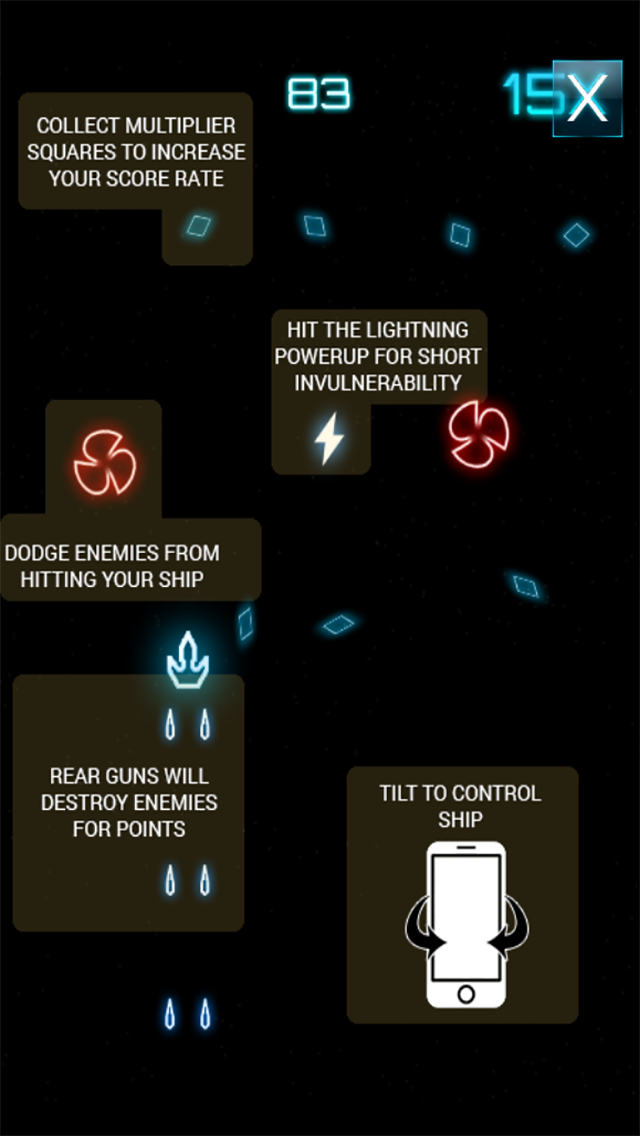 83
15X
COLLECT MULTIPLIER
SQUARES TO INCREASE
YOUR SCORE RATE
HIT THE LIGHTNING
POWERUP FOR SHORT
INVULNERABILITY
DODGE ENEMIES FROM
HITTING YOUR SHIP
REAR GUNS WILL
DESTROY ENEMIES
FOR POINTS
TILT TO CONTROL
SHIP